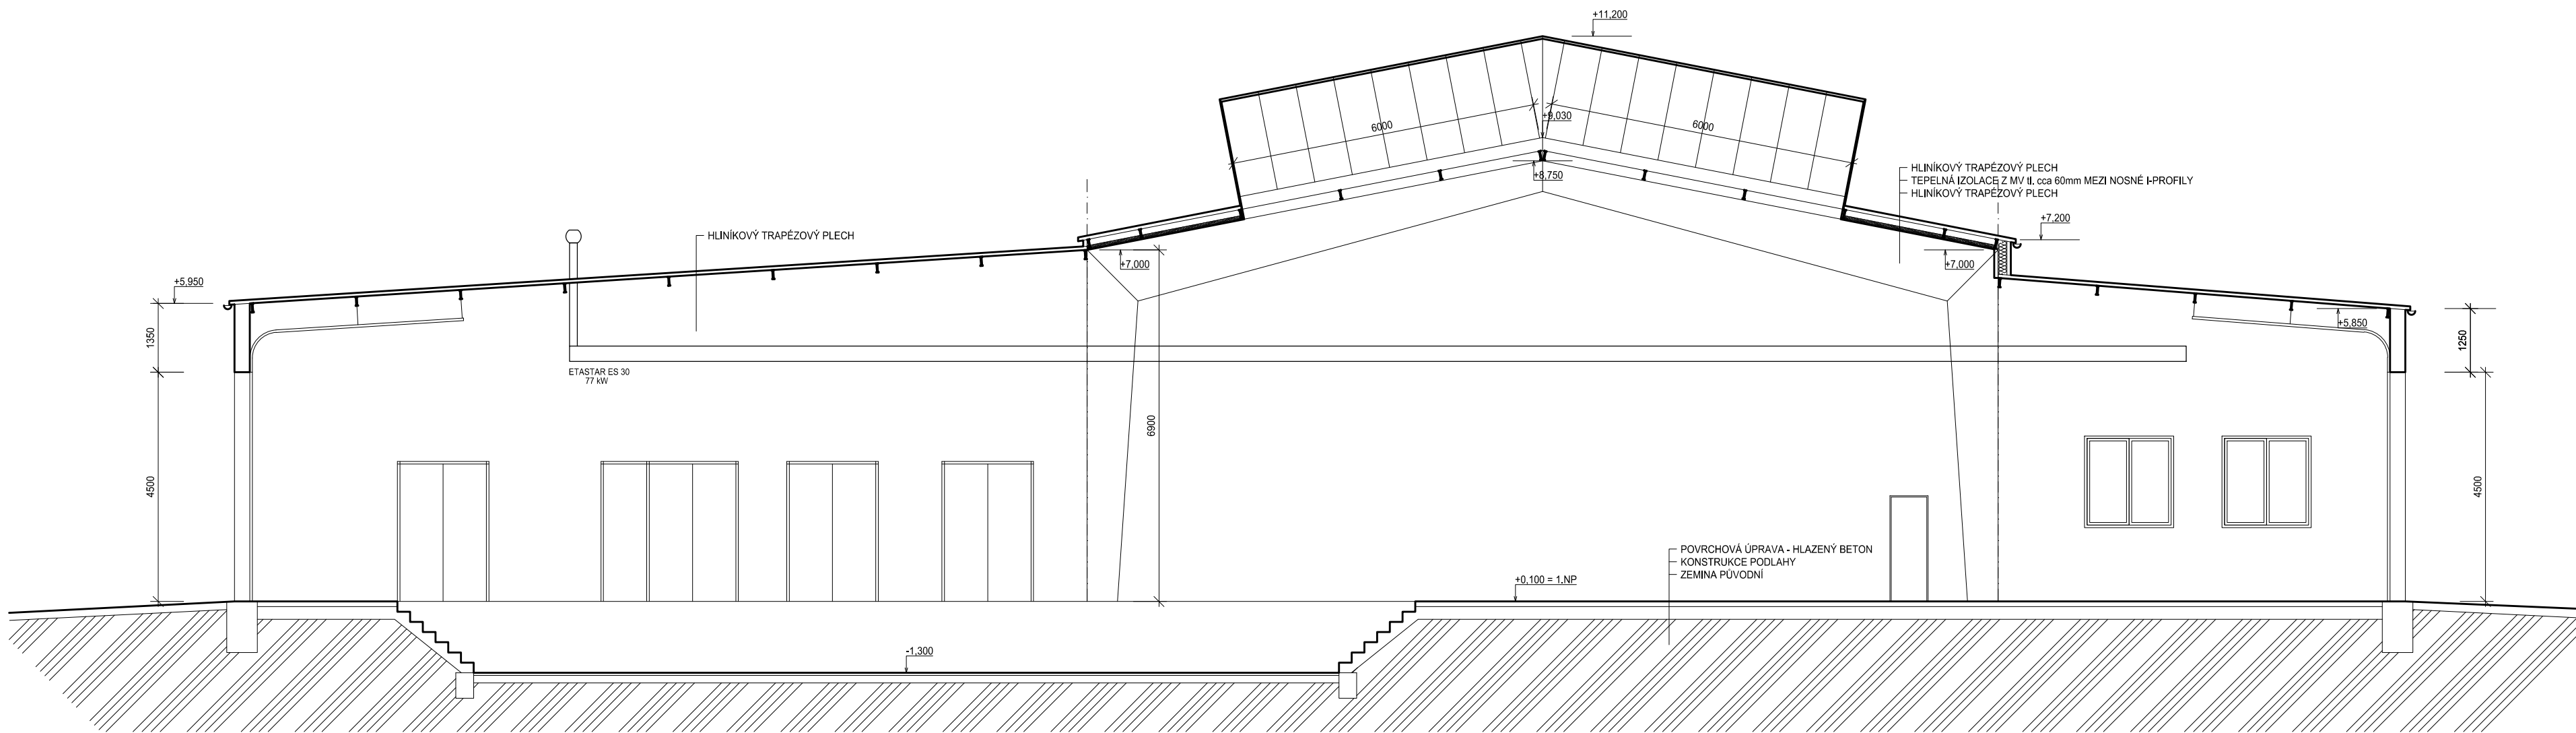 +11,200
6000
+9,030
6000
+8,750
HLINÍKOVÝ TRAPÉZOVÝ PLECH
TEPELNÁ IZOLACE Z MV tl. cca 60mm MEZI NOSNÉ I-PROFILY
HLINÍKOVÝ TRAPÉZOVÝ PLECH
+7,200
HLINÍKOVÝ TRAPÉZOVÝ PLECH
+7,000
+7,000
+5,950
+5,850
1350
1250
ETASTAR ES 30
77 kW
6900
4500
4500
POVRCHOVÁ ÚPRAVA - HLAZENÝ BETON
KONSTRUKCE PODLAHY
ZEMINA PŮVODNÍ
+0,100 = 1.NP
-1,300